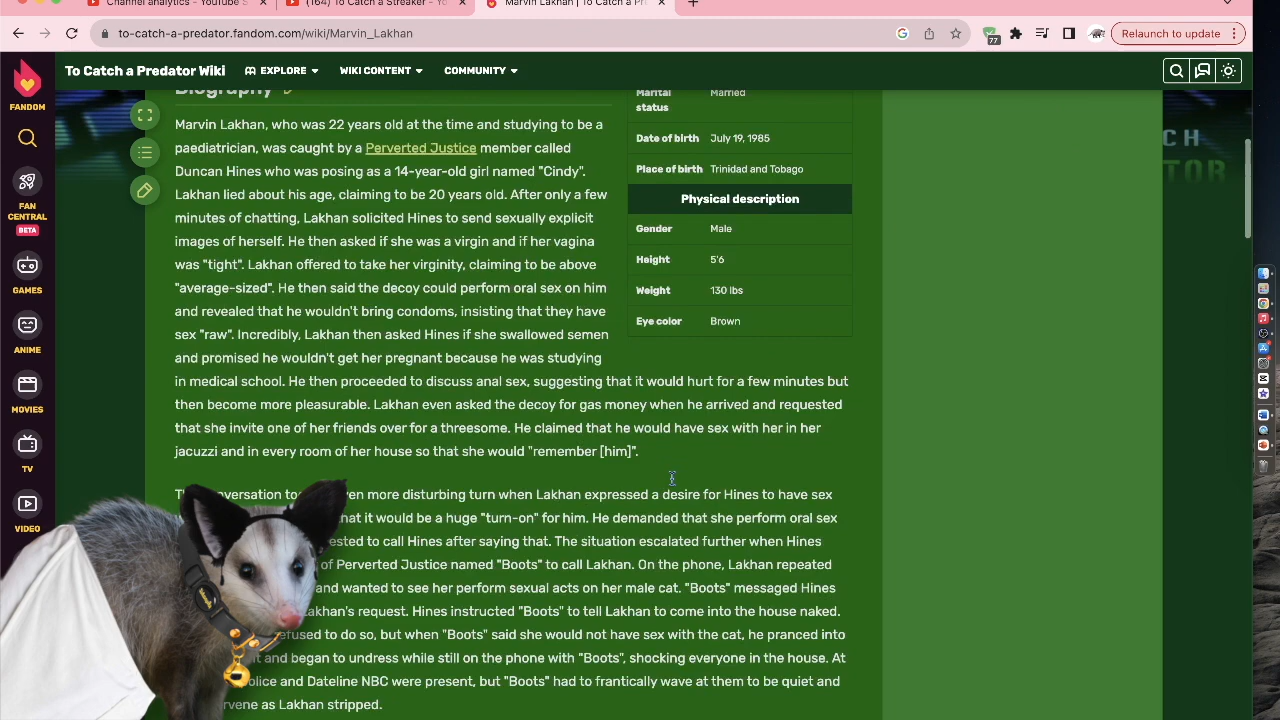 Channel analytics - YouTube S
(164) To Catch a Streaker - Yo
Marvin Lakhan | To Catch a Pr
to-catch-a-predator.fandom.com/wiki/Marvin_Lakhan
77
Relaunch to update
FANDOM
FAN CENTRAL
BETA
GAMES
ANIME
MOVIES
TV
VIDEO
To Catch a Predator Wiki
EXPLORE
WIKI CONTENT
COMMUNITY
Biography
Marvin Lakhan, who was 22 years old at the time and studying to be a
paediatrician, was caught by a Perverted Justice member called
Duncan Hines who was posing as a 14-year-old girl named "Cindy".
Lakhan lied about his age, claiming to be 20 years old. After only a few
minutes of chatting, Lakhan solicited Hines to send sexually explicit
images of herself. He then asked if she was a virgin and if her vagina
was "tight". Lakhan offered to take her virginity, claiming to be above
"average-sized". He then said the decoy could perform oral sex on him
and revealed that he wouldn't bring condoms, insisting that they have
sex "raw". Incredibly, Lakhan then asked Hines if she swallowed semen
and promised he wouldn't get her pregnant because he was studying
in medical school. He then proceeded to discuss anal sex, suggesting that it would hurt for a few minutes but
then become more pleasurable. Lakhan even asked the decoy for gas money when he arrived and requested
that she invite one of her friends over for a threesome. He claimed that he would have sex with her in her
jacuzzi and in every room of her house so that she would "remember [him]".
Marital status
Married
Date of birth
July 19, 1985
Place of birth
Trinidad and Tobago
Physical description
Gender
Male
Height
5'6
Weight
130 lbs
Eye color
Brown
versation to
ven more disturbing turn when Lakhan expressed a desire for Hines to have sex
hat it would be a huge "turn-on" for him. He demanded that she perform oral sex
ested to call Hines after saying that. The situation escalated further when Hines
of Perverted Justice named "Boots" to call Lakhan. On the phone, Lakhan repeated
and wanted to see her perform sexual acts on her male cat. "Boots" messaged Hines
Lakhan's request. Hines instructed "Boots" to tell Lakhan to come into the house naked.
efused to do so, but when "Boots" said she would not have sex with the cat, he pranced into
and began to undress while still on the phone with "Boots", shocking everyone in the house. At
olice and Dateline NBC were present, but "Boots" had to frantically wave at them to be quiet and
rvene as Lakhan stripped.